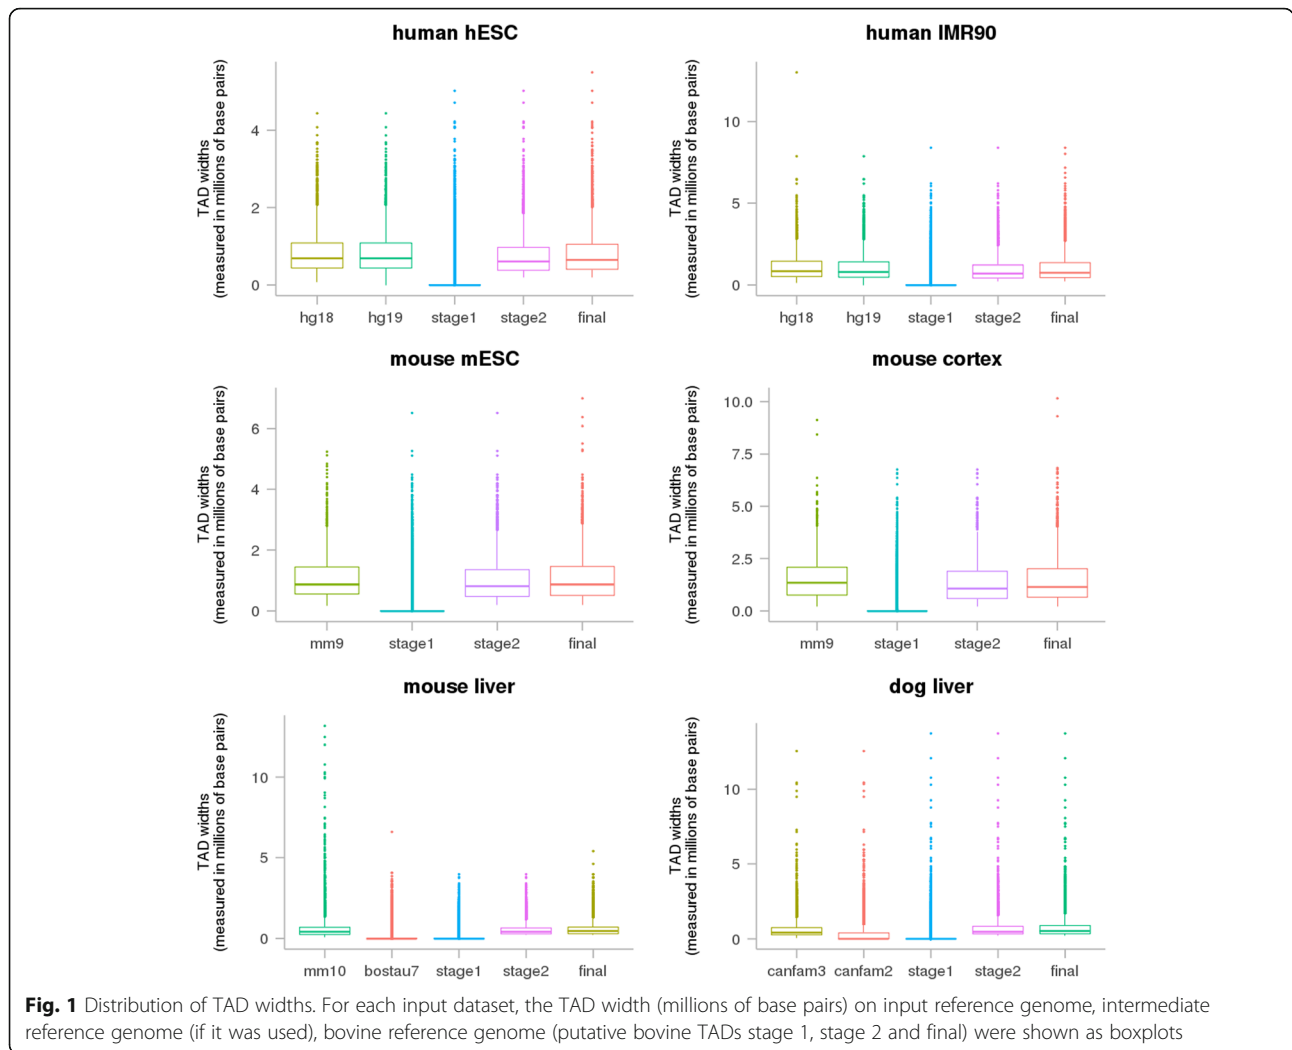 human hESC
TAD widths
(measured in millions of base pairs)
4
2
0
hg18 hg19 stage1 stage2 final
human IMR90
TAD widths
(measured in millions of base pairs)
10
5
0
hg18 hg19 stage1 stage2 final
mouse mESC
TAD widths
(measured in millions of base pairs)
6
4
2
0
mm9 stage1 stage2 final
mouse cortex
TAD widths
(measured in millions of base pairs)
10.0
7.5
5.0
2.5
0.0
mm9 stage1 stage2 final
mouse liver
TAD widths
(measured in millions of base pairs)
10
5
0
mm10 bostau7 stage1 stage2 final
dog liver
TAD widths
(measured in millions of base pairs)
10
5
0
canfam3 canfam2 stage1 stage2 final
Fig. 1 Distribution of TAD widths. For each input dataset, the TAD width (millions of base pairs) on input reference genome, intermediate
reference genome (if it was used), bovine reference genome (putative bovine TADs stage 1, stage 2 and final) were shown as boxplots